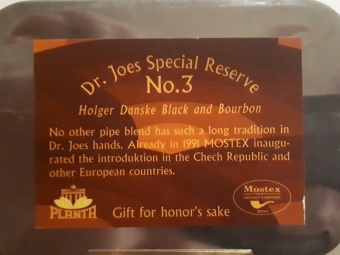 Dr. Joes Special Reserve
No.3
Holger Danske Black and Bourbon
No other pipe blend has such a long tradition in
Dr. Joes hands. Already in 1991 MOSTEX inaugu-
rated the introduktion in the Chech Republic and
other European countries.
PLANTA
Gift for honor's sake
Mostex